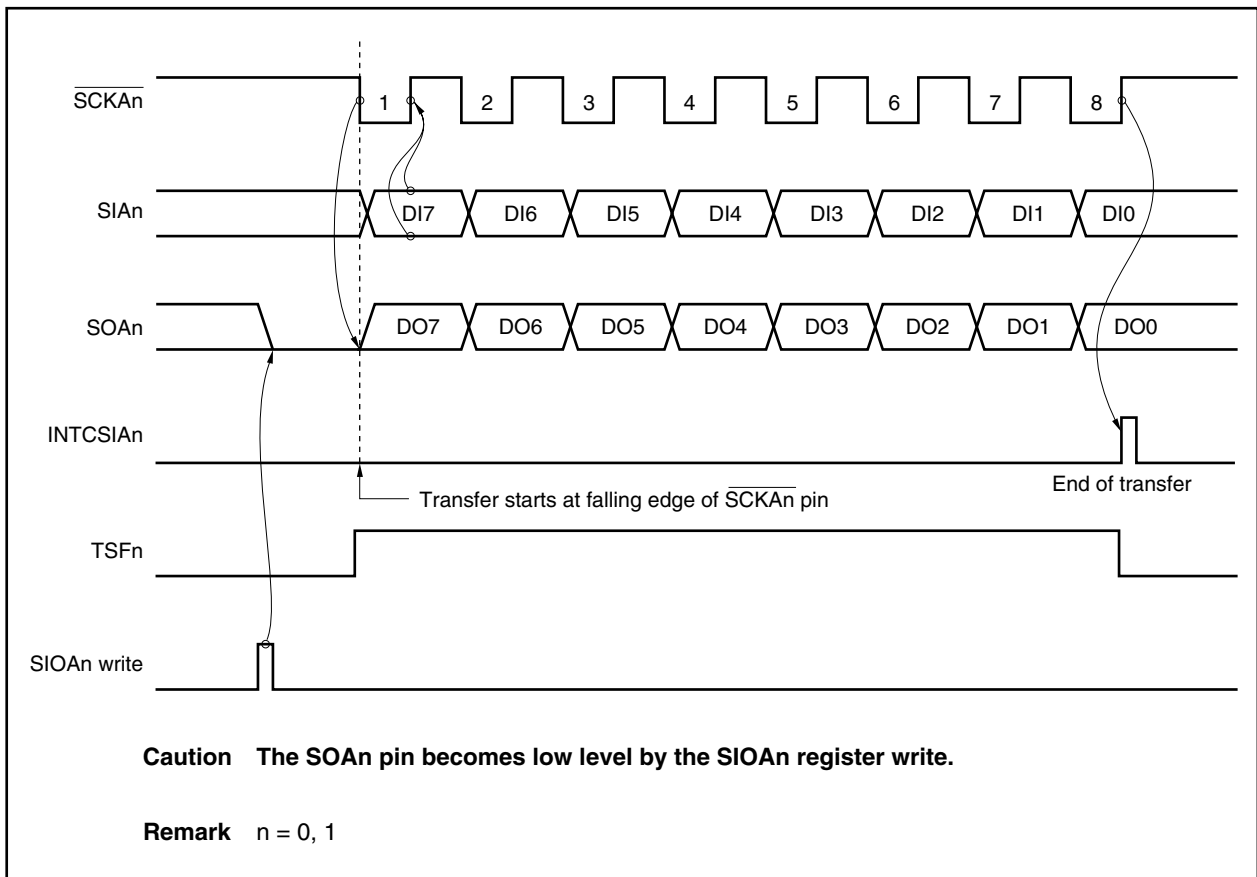 SCKAn
1 2 3 4 5 6 7 8
SIAn
DI7 DI6 DI5 DI4 DI3 DI2 DI1 DI0
SOAn
DO7 DO6 DO5 DO4 DO3 DO2 DO1 DO0
INTCSIAn
End of transfer
Transfer starts at falling edge of SCKAn pin
TSFn
SIOAn write
Caution The SOAn pin becomes low level by the SIOAn register write.
Remark n = 0, 1